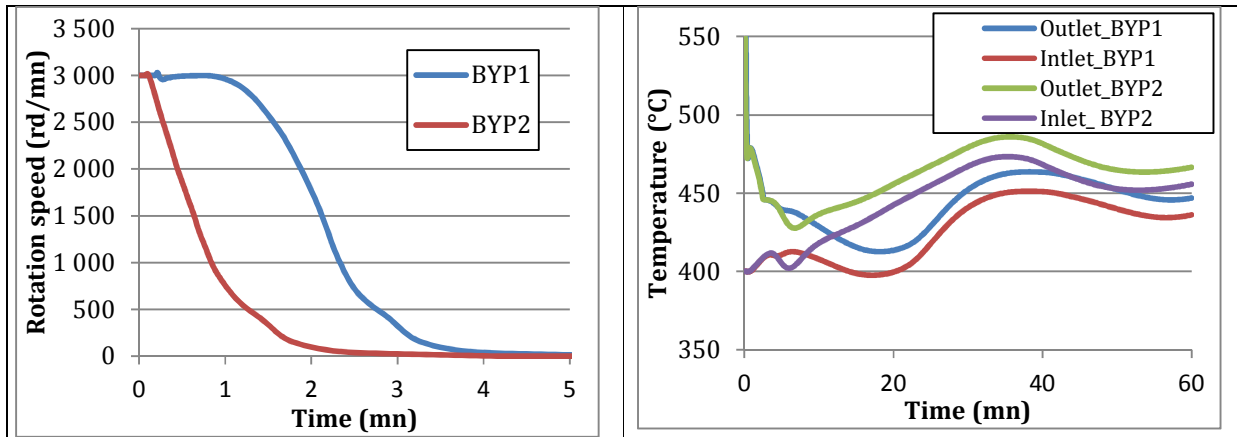 3 500
3 000
2 500
2 000
1 500
1 000
500
0
0
1
2
3
4
5
Rotation speed (rd/mn)
Time (mn)
BYP1
BYP2
550
500
450
400
350
0
20
40
60
Temperature (°C)
Time (mn)
Outlet_BYP1
Intlet_BYP1
Outlet_BYP2
Inlet_ BYP2